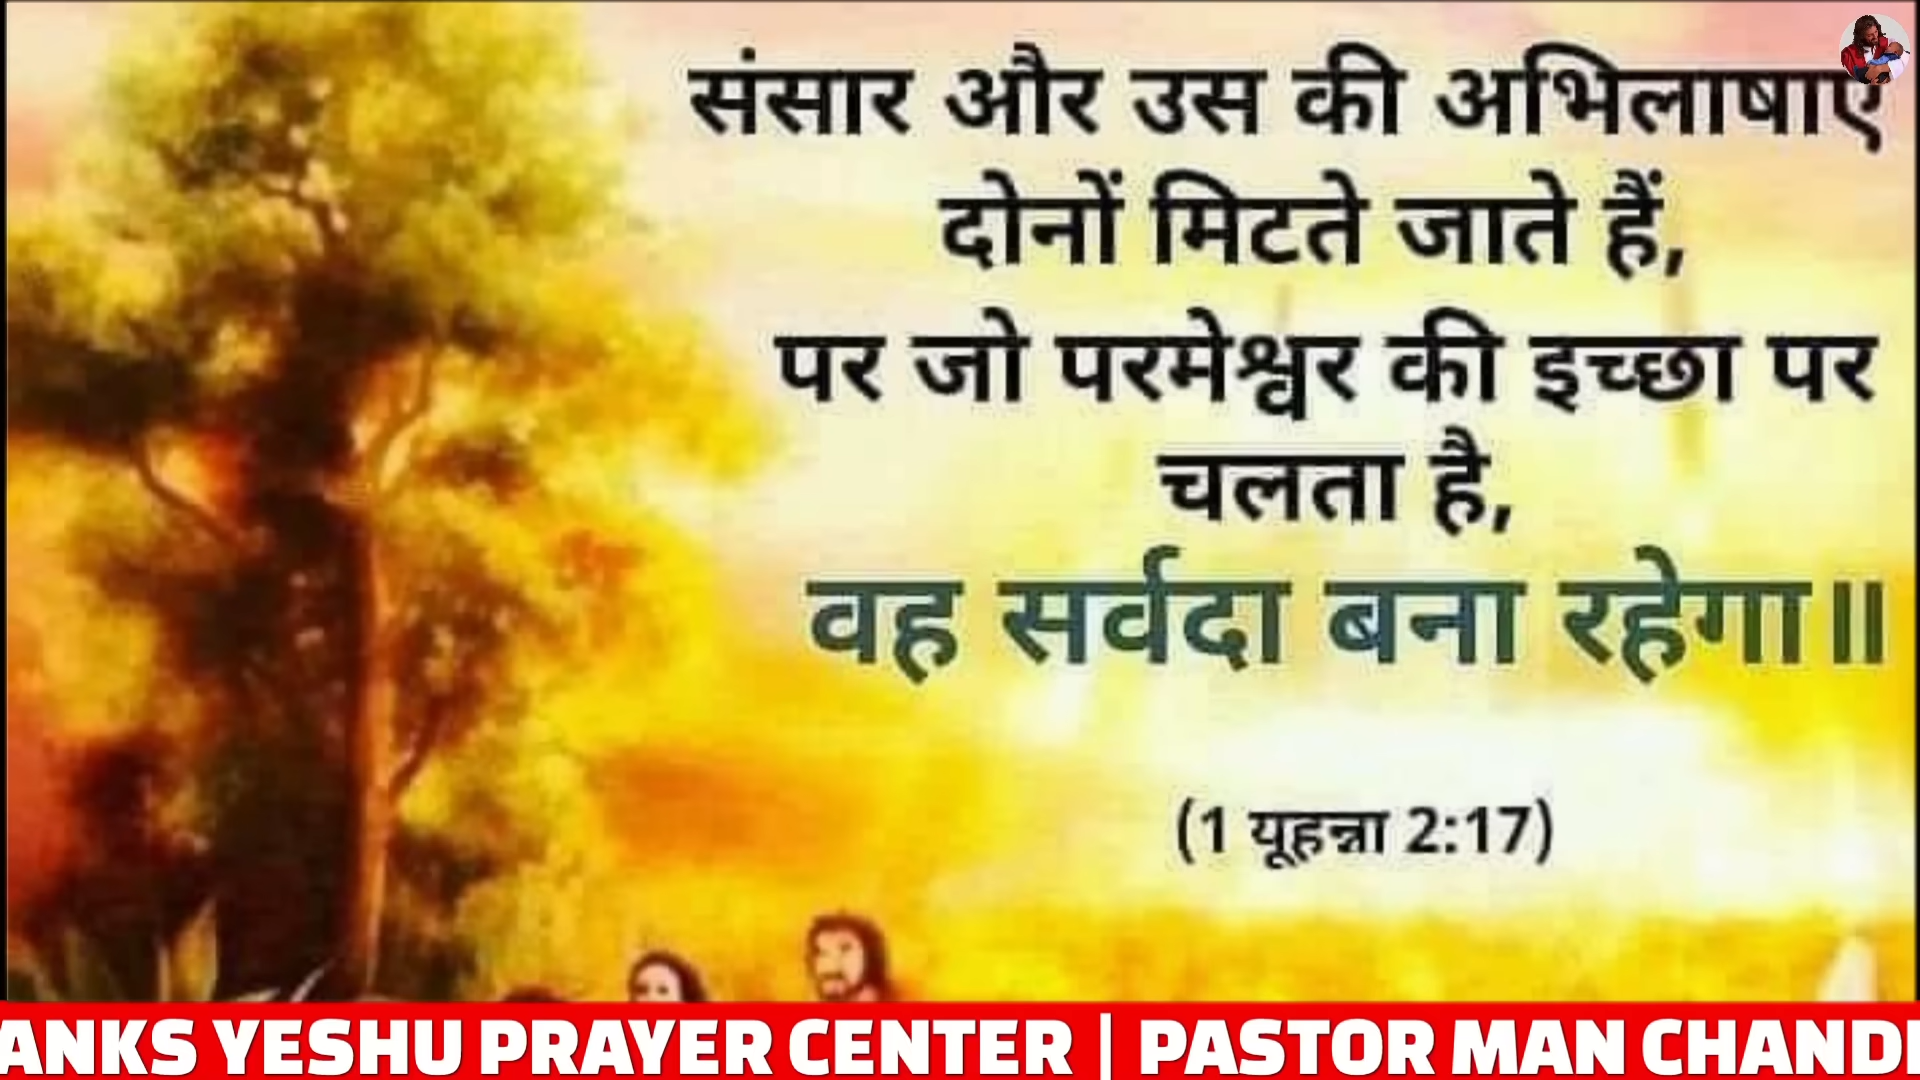 संसार और उस की अभिलाषाएं
दोनों मिटते जाते हैं,
पर जो परमेश्वर की इच्छा पर
चलता है,
वह सर्वदा बना रहेगा॥
(1 यूहन्ना 2:17)
ANKS YESHU PRAYER CENTER | PASTOR MAN CHAND